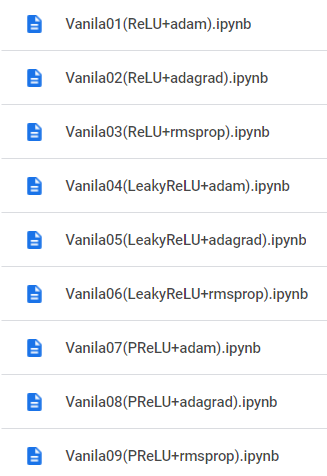 Vanila01(ReLU+adam).ipynb
Vanila02(ReLU+adagrad).ipynb
Vanila03(ReLU+rmsprop).ipynb
Vanila04(LeakyReLU+adam).ipynb
Vanila05(LeakyReLU+adagrad).ipynb
Vanila06(LeakyReLU+rmsprop).ipynb
Vanila07(PReLU+adam).ipynb
Vanila08(PReLU+adagrad).ipynb
Vanila09(PReLU+rmsprop).ipynb